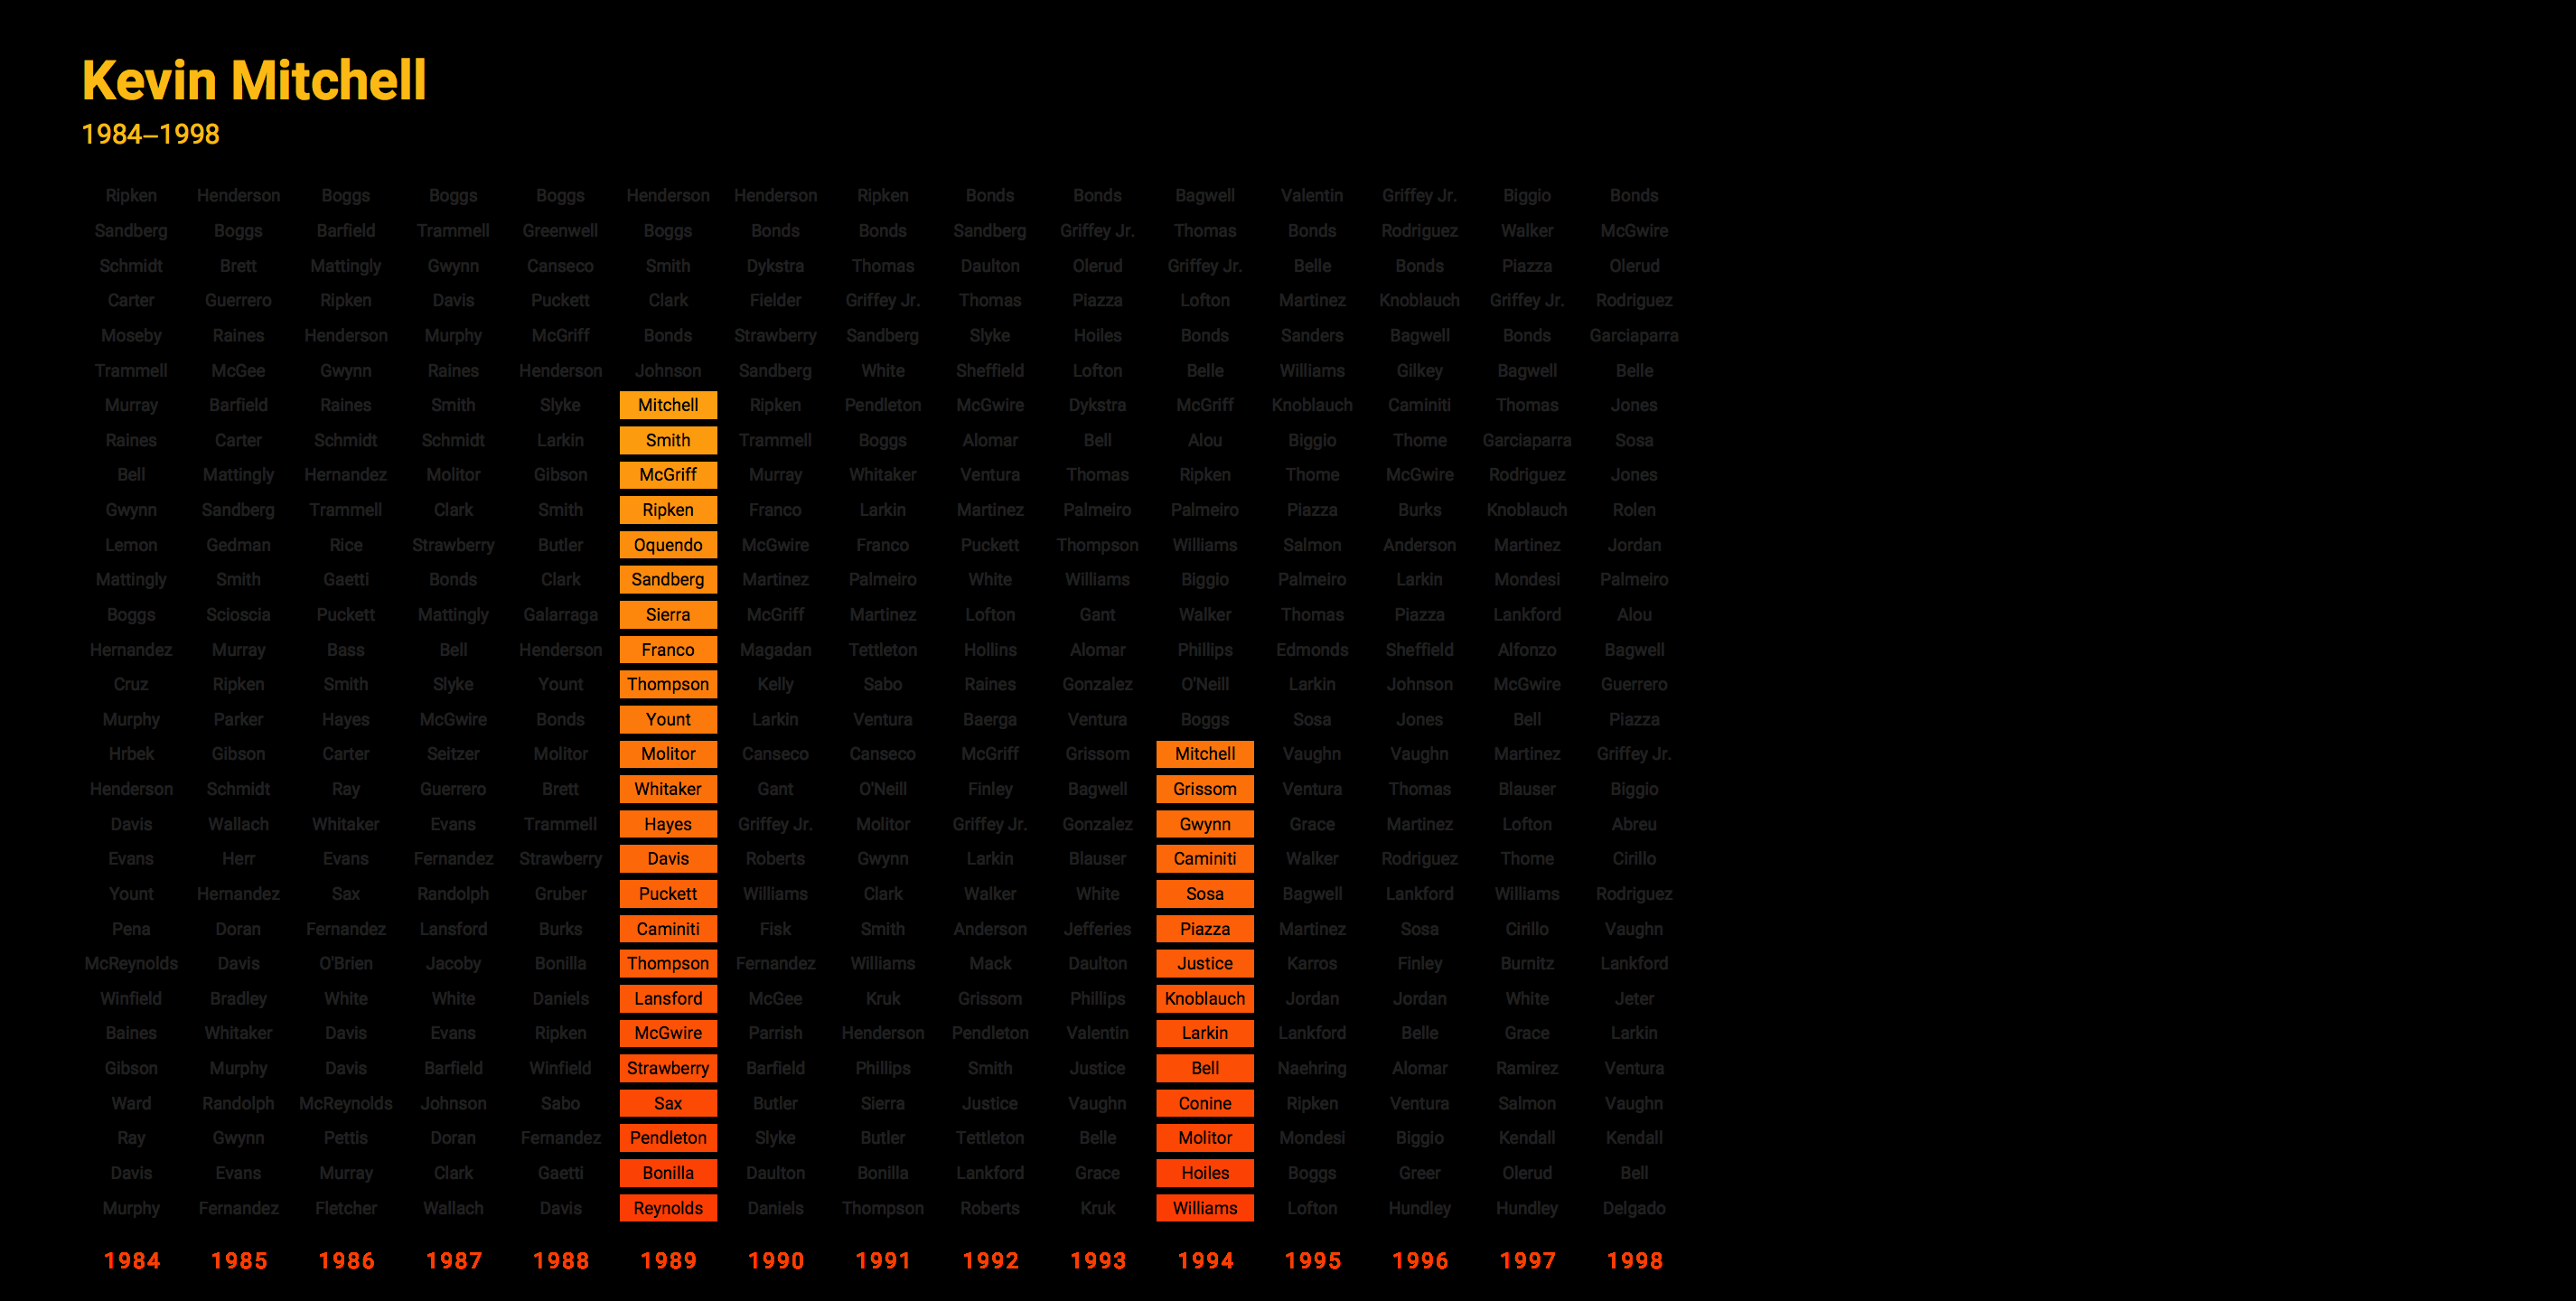 Kevin Mitchell
1984–1998
Ripken Henderson Boggs Boggs Boggs Henderson Henderson Ripken Bonds Bonds Bagwell Valentin Griffey Jr. Biggio Bonds
Sandberg Boggs Barfield Trammell Greenwell Boggs Bonds Bonds Sandberg Griffey Jr. Thomas Bonds Rodriguez Walker McGwire
Schmidt Brett Mattingly Gwynn Canseco Smith Dykstra Thomas Daulton Olerud Griffey Jr. Belle Bonds Piazza Olerud
Carter Guerrero Ripken Davis Puckett Clark Fielder Griffey Jr. Thomas Piazza Lofton Martinez Knoblauch Griffey Jr. Rodriguez
Moseby Raines Henderson Murphy McGriff Bonds Strawberry Sandberg Slyke Hoiles Bonds Sanders Bagwell Bonds Garciaparra
Trammell McGee Gwynn Raines Henderson Johnson Sandberg White Sheffield Lofton Belle Williams Gilkey Bagwell Belle
Murray Barfield Raines Smith Slyke Mitchell Ripken Pendleton McGwire Dykstra McGriff Knoblauch Caminiti Thomas Jones
Raines Carter Schmidt Schmidt Larkin Smith Trammell Boggs Alomar Bell Alou Biggio Thome Garciaparra Sosa
Bell Mattingly Hernandez Molitor Gibson McGriff Murray Whitaker Ventura Thomas Ripken Thome McGwire Rodriguez Jones
Gwynn Sandberg Trammell Clark Smith Ripken Franco Larkin Martinez Palmeiro Palmeiro Piazza Burks Knoblauch Rolen
Lemon Gedman Rice Strawberry Butler Oquendo McGwire Franco Puckett Thompson Williams Salmon Anderson Martinez Jordan
Mattingly Smith Gaetti Bonds Clark Sandberg Martinez Palmeiro White Williams Biggio Palmeiro Larkin Mondesi Palmeiro
Boggs Scioscia Puckett Mattingly Galarraga Sierra McGriff Martinez Lofton Gant Walker Thomas Piazza Lankford Alou
Hernandez Murray Bass Bell Henderson Franco Magadan Tettleton Hollins Alomar Phillips Edmonds Sheffield Alfonzo Bagwell
Cruz Ripken Smith Slyke Yount Thompson Kelly Sabo Raines Gonzalez O'Neill Larkin Johnson McGwire Guerrero
Murphy Parker Hayes McGwire Bonds Yount Larkin Ventura Baerga Ventura Boggs Sosa Jones Bell Piazza
Hrbek Gibson Carter Seitzer Molitor Molitor Canseco Canseco McGriff Grissom Mitchell Vaughn Vaughn Martinez Griffey Jr.
Henderson Schmidt Ray Guerrero Brett Whitaker Gant O'Neill Finley Bagwell Grissom Ventura Thomas Blauser Biggio
Davis Wallach Whitaker Evans Trammell Hayes Griffey Jr. Molitor Griffey Jr. Gonzalez Gwynn Grace Martinez Lofton Abreu
Evans Herr Evans Fernandez Strawberry Davis Roberts Gwynn Larkin Blauser Caminiti Walker Rodriguez Thome Cirillo
Yount Hernandez Sax Randolph Gruber Puckett Williams Clark Walker White Sosa Bagwell Lankford Williams Rodriguez
Pena Doran Fernandez Lansford Burks Caminiti Fisk Smith Anderson Jefferies Piazza Martinez Sosa Cirillo Vaughn
McReynolds Davis O'Brien Jacoby Bonilla Thompson Fernandez Williams Mack Daulton Justice Karros Finley Burnitz Lankford
Winfield Bradley White White Daniels Lansford McGee Kruk Grissom Phillips Knoblauch Jordan Jordan White Jeter
Baines Whitaker Davis Evans Ripken McGwire Parrish Henderson Pendleton Valentin Larkin Lankford Belle Grace Larkin
Gibson Murphy Davis Barfield Winfield Strawberry Barfield Phillips Smith Justice Bell Naehring Alomar Ramirez Ventura
Ward Randolph McReynolds Johnson Sabo Sax Butler Sierra Justice Vaughn Conine Ripken Ventura Salmon Vaughn
Ray Gwynn Pettis Doran Fernandez Pendleton Slyke Butler Tettleton Belle Molitor Mondesi Biggio Kendall Kendall
Davis Evans Murray Clark Gaetti Bonilla Daulton Bonilla Lankford Grace Hoiles Boggs Greer Olerud Bell
Murphy Fernandez Fletcher Wallach Davis Reynolds Daniels Thompson Roberts Kruk Williams Lofton Hundley Hundley Delgado
1984 1985 1986 1987 1988 1989 1990 1991 1992 1993 1994 1995 1996 1997 1998